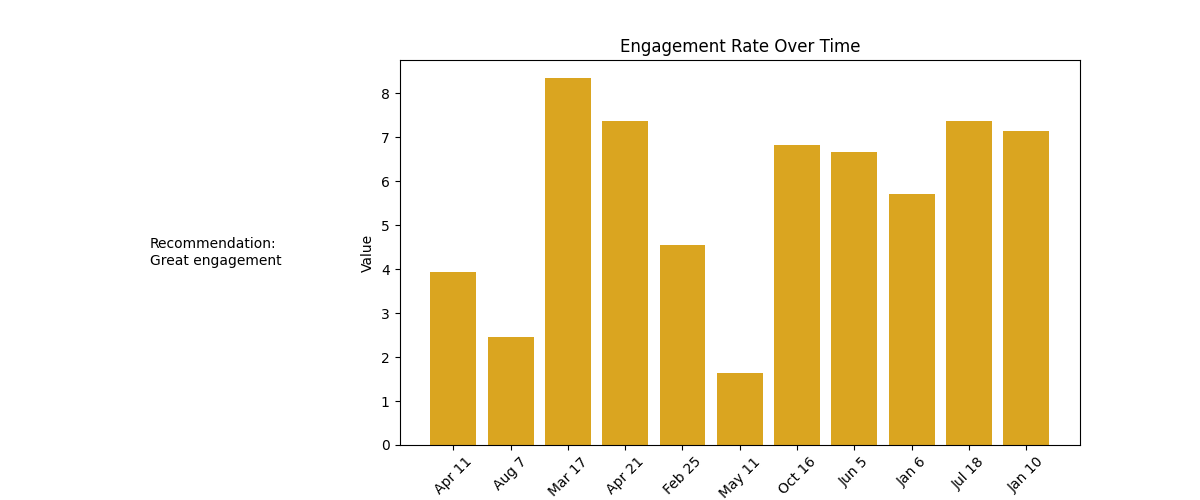 Engagement Rate Over Time
Recommendation:
Great engagement
Value
8
7
6
5
4
3
2
1
0
Apr 11
Aug 7
Mar 17
Apr 21
Feb 25
May 11
Oct 16
Jun 5
Jan 6
Jul 18
Jan 10